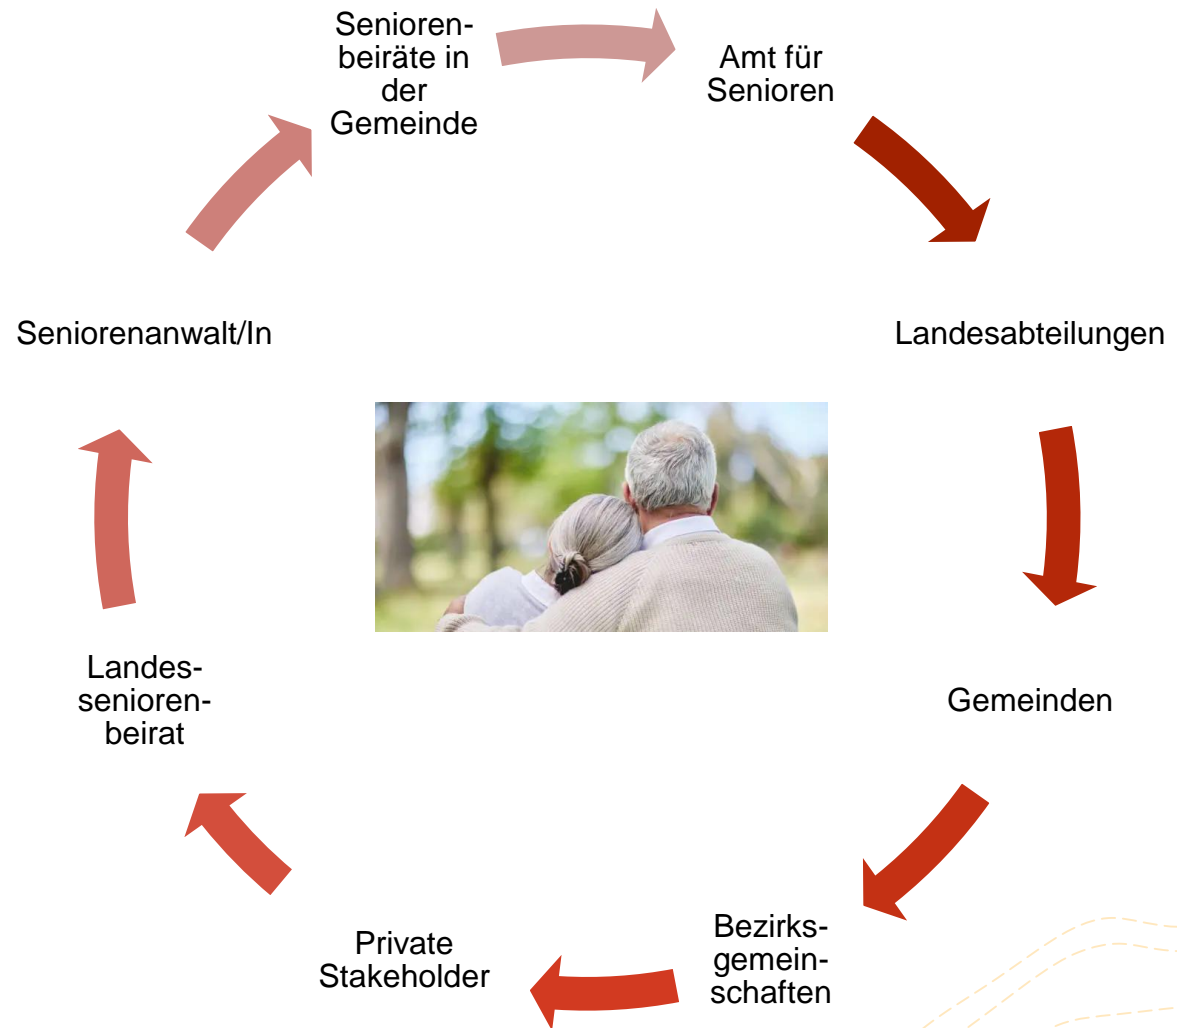 Senioren-
beiräte in
der
Gemeinde
Amt für
Senioren
Landesabteilungen
Gemeinden
Bezirks-
gemein-
schaften
Private
Stakeholder
Landes-
senioren-
beirat
Seniorenanwalt/In